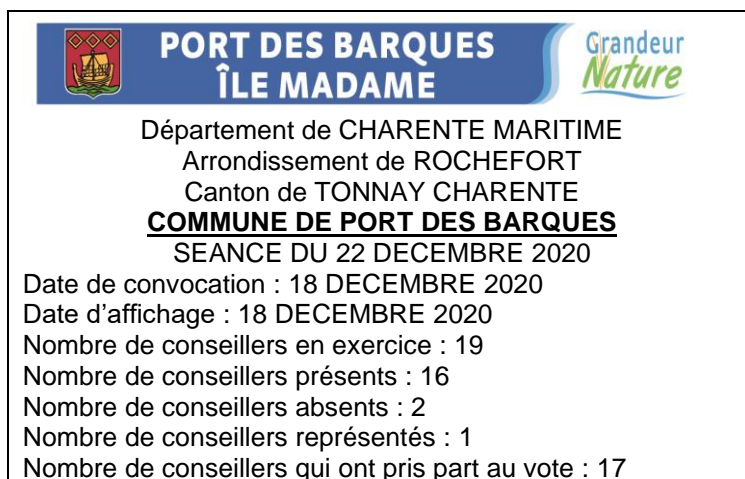 PORT DES BARQUES
ÎLE MADAME
Grandeur
Nature
Département de CHARENTE MARITIME
Arrondissement de ROCHEFORT
Canton de TONNAY CHARENTE
COMMUNE DE PORT DES BARQUES
SEANCE DU 22 DECEMBRE 2020
Date de convocation : 18 DECEMBRE 2020
Date d'affichage : 18 DECEMBRE 2020
Nombre de conseillers en exercice : 19
Nombre de conseillers présents : 16
Nombre de conseillers absents : 2
Nombre de conseillers représentés : 1
Nombre de conseillers qui ont pris part au vote : 17